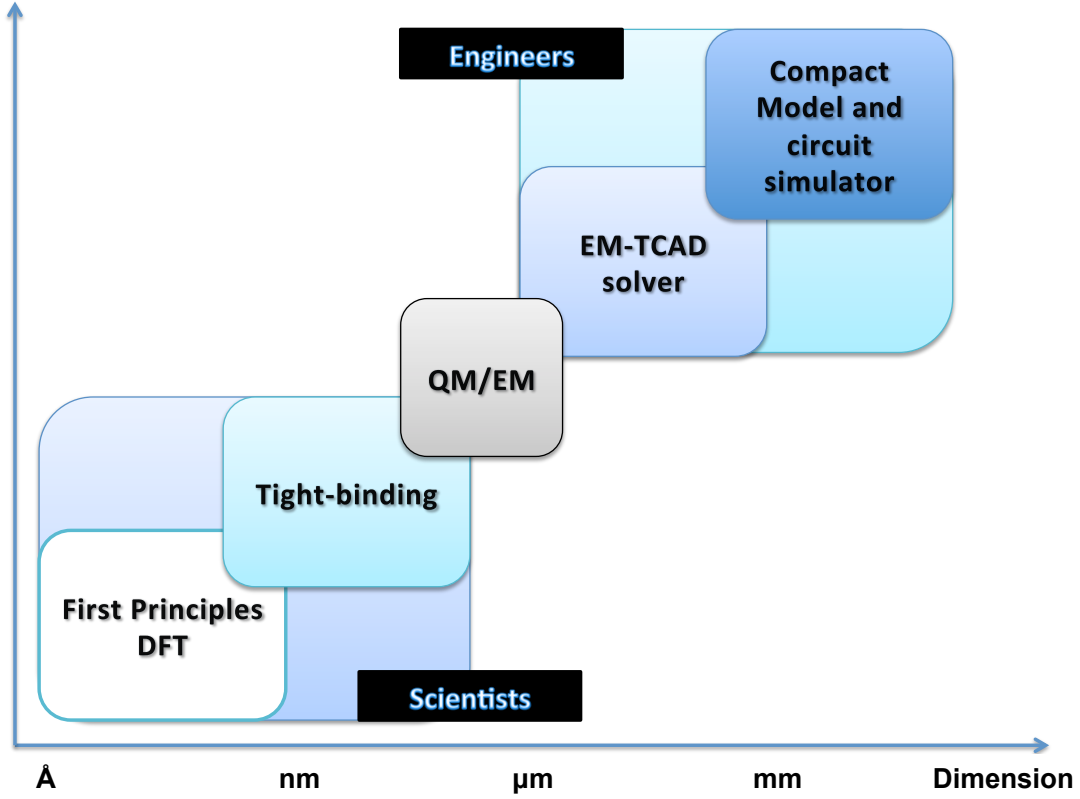 Engineers
Compact
Model and
circuit
simulator
EM-TCAD
solver
QM/EM
Tight-binding
First Principles
DFT
Scientists
Å nm µm mm Dimension